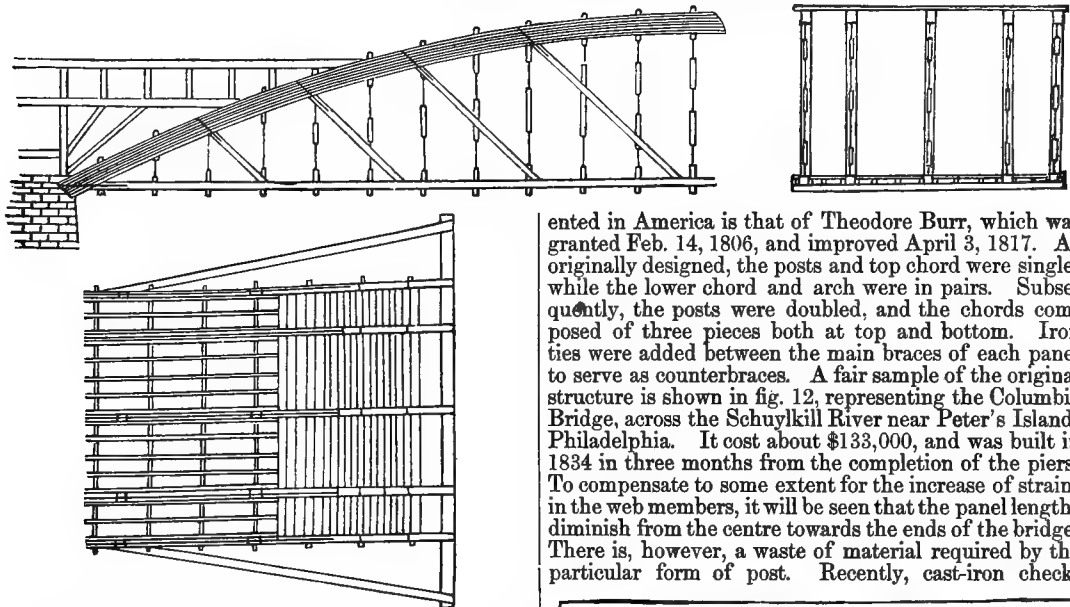 ented in America is that of Theodore Burr, which wa
granted Feb. 14, 1806, and improved April 3, 1817. A
originally designed, the posts and top chord were single
while the lower chord and arch were in pairs. Subse
quently, the posts were doubled, and the chords com
posed of three pieces both at top and bottom. Iro
ties were added between the main braces of each pane
to serve as counterbraces. A fair sample of the origina
structure is shown in fig. 12, representing the Columbi
Bridge, across the Schuylkill River near Peter's Island
Philadelphia. It cost about $133,000, and was built i
1834 in three months from the completion of the piers
To compensate to some extent for the increase of strain
in the web members, it will be seen that the panel length
diminish from the centre towards the ends of the bridge
There is, however, a waste of material required by th
particular form of post. Recently, cast-iron check